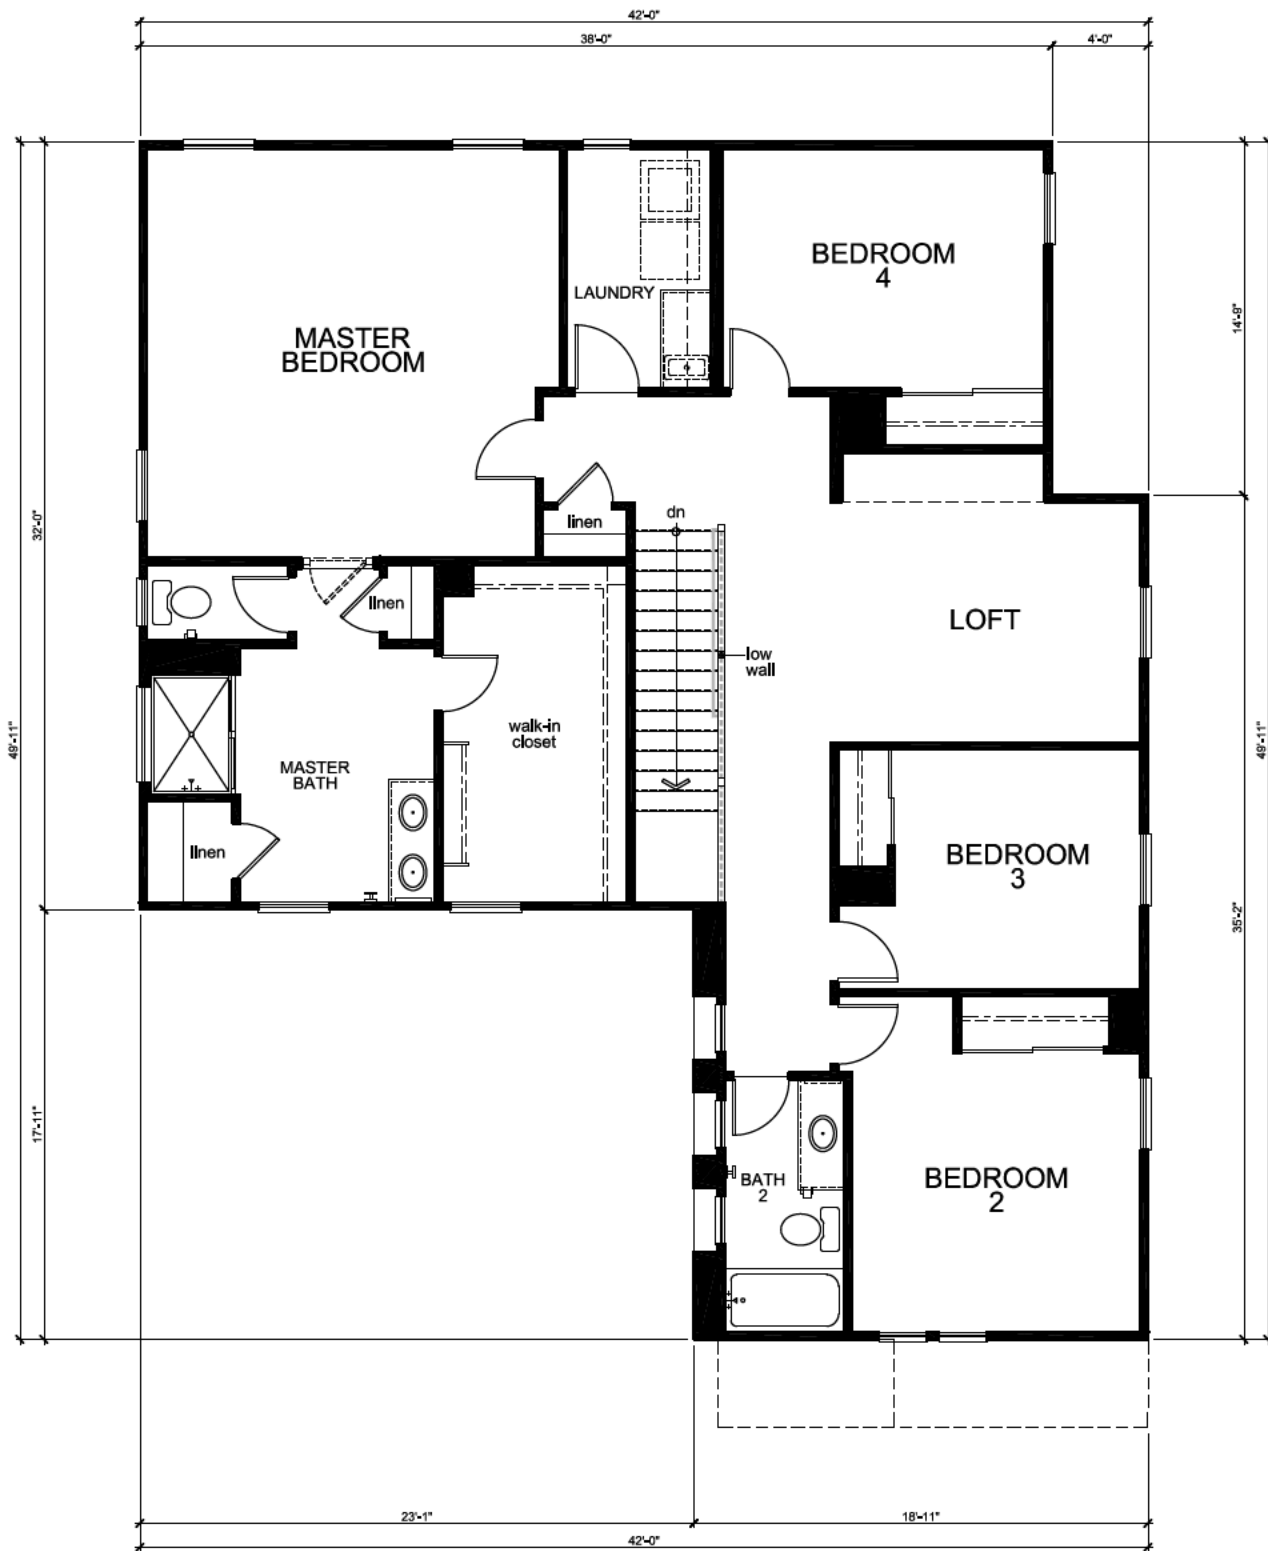 42'-0"
38'-0"
4'-0"
BEDROOM
4
LAUNDRY
14'-9"
MASTER
BEDROOM
32'-0"
linen
dn
linen
LOFT
low
wall
49'-11"
walk-in
closet
49'-11"
MASTER
BATH
linen
BEDROOM
3
35'-2"
17'-11"
BATH
2
BEDROOM
2
23'-1"
18'-11"
42'-0"